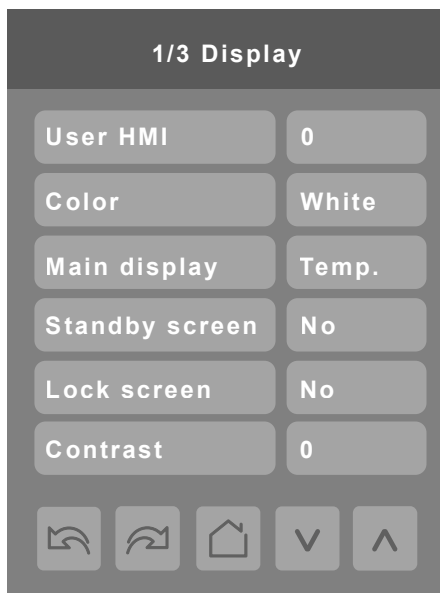 1/3 Display
User HMI 0
Color White
Main display Temp.
Standby screen No
Lock screen No
Contrast 0